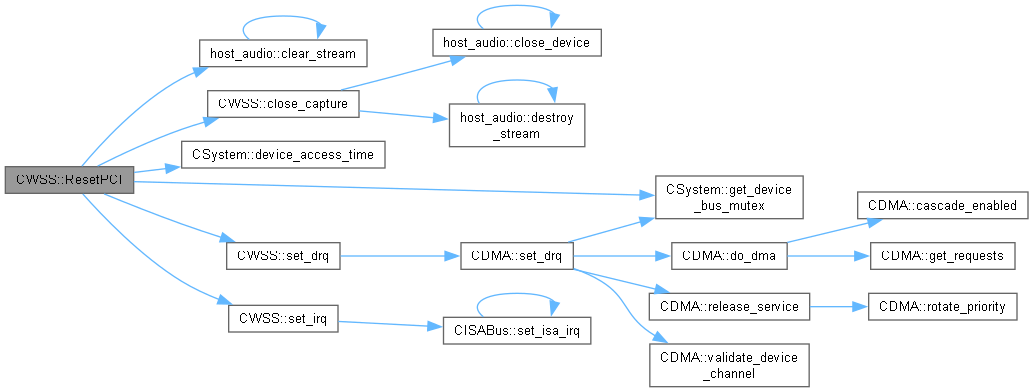 host_audio::close_device
host_audio::clear_stream
CWSS::close_capture
host_audio::destroy
_stream
CSystem::device_access_time
CWSS::ResetPCI
CSystem::get_device
_bus_mutex
CDMA::cascade_enabled
CWSS::set_drq
CDMA::set_drq
CDMA::do_dma
CDMA::get_requests
CDMA::release_service
CDMA::rotate_priority
CWSS::set_irq
CISABus::set_isa_irq
CDMA::validate_device
_channel